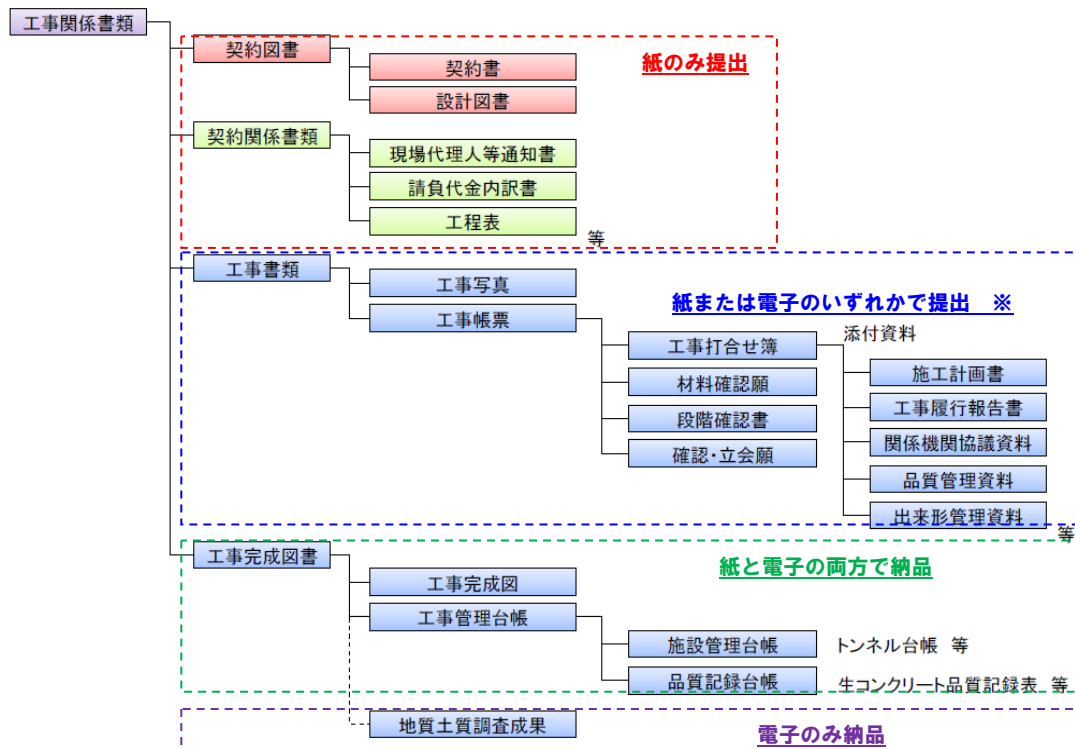 工事関係書類
契約図書
紙のみ提出
契約書
設計図書
契約関係書類
現場代理人等通知書
請負代金内訳書
工程表
等
工事書類
工事写真
紙または電子のいずれかで提出　※
工事帳票
工事打合せ簿
添付資料
施工計画書
材料確認願
工事履行報告書
段階確認書
関係機関協議資料
確認・立会願
品質管理資料
出来形管理資料
等
工事完成図書
紙と電子の両方で納品
工事完成図
工事管理台帳
施設管理台帳
トンネル台帳　等
品質記録台帳
生コンクリート品質記録表　等
地質土質調査成果
電子のみ納品